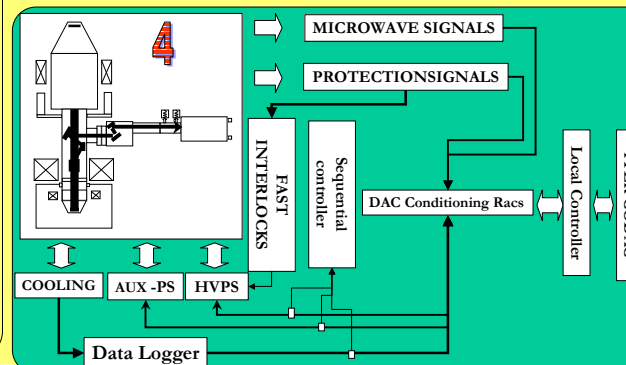 4
MICROWAVE SIGNALS
PROTECTIONSIGNALS
FAST
INTERLOCKS
Sequential
controller
DAC Conditioning Racs
Local Controller
COOLING
AUX -PS
HVPS
Data Logger